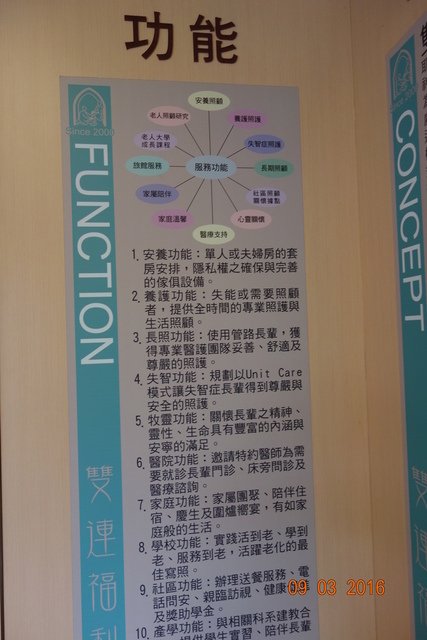 功能
Since 2000
FUNCTION
雙連福利
安養照顧
養護照護
失智症照護
長期照顧
社區照顧
關懷據點
心靈關懷
醫療支持
家庭溫馨
家屬陪伴
旅館服務
老人大學
成長課程
老人照顧研究
服務功能
1. 安養功能：單人或夫婦房的套
房安排，隱私權之確保與完善
的傢俱設備。
2. 養護功能：失能或需要照顧
者，提供全時間的專業照護與
生活照顧。
3. 長照功能：使用管路長輩，獲
得專業醫護團隊妥善、舒適及
尊嚴的照護。
4. 失智功能：規劃以Unit Care
模式讓失智症長輩得到尊嚴與
安全的照護。
5. 牧靈功能：關懷長輩之精神、
靈性、生命具有豐富的內涵與
安寧的滿足。
6. 醫院功能：邀請特約醫師為需
要就診長輩門診、床旁問診及
醫療諮詢。
7. 家庭功能：家屬團聚、陪伴住
宿、慶生及圍爐嚮宴，有如家
庭般的生活。
8. 學校功能：實踐活到老、學到
老、服務到老，活躍老化的最
佳寫照。
9. 社區功能：辦理送餐服務、電
話問安、親臨訪視、健康促進
及獎助學金。
10. 產學功能：與相關科系建教合
提供學生實習、陪伴長輩
CONCEPT
09 03 2016